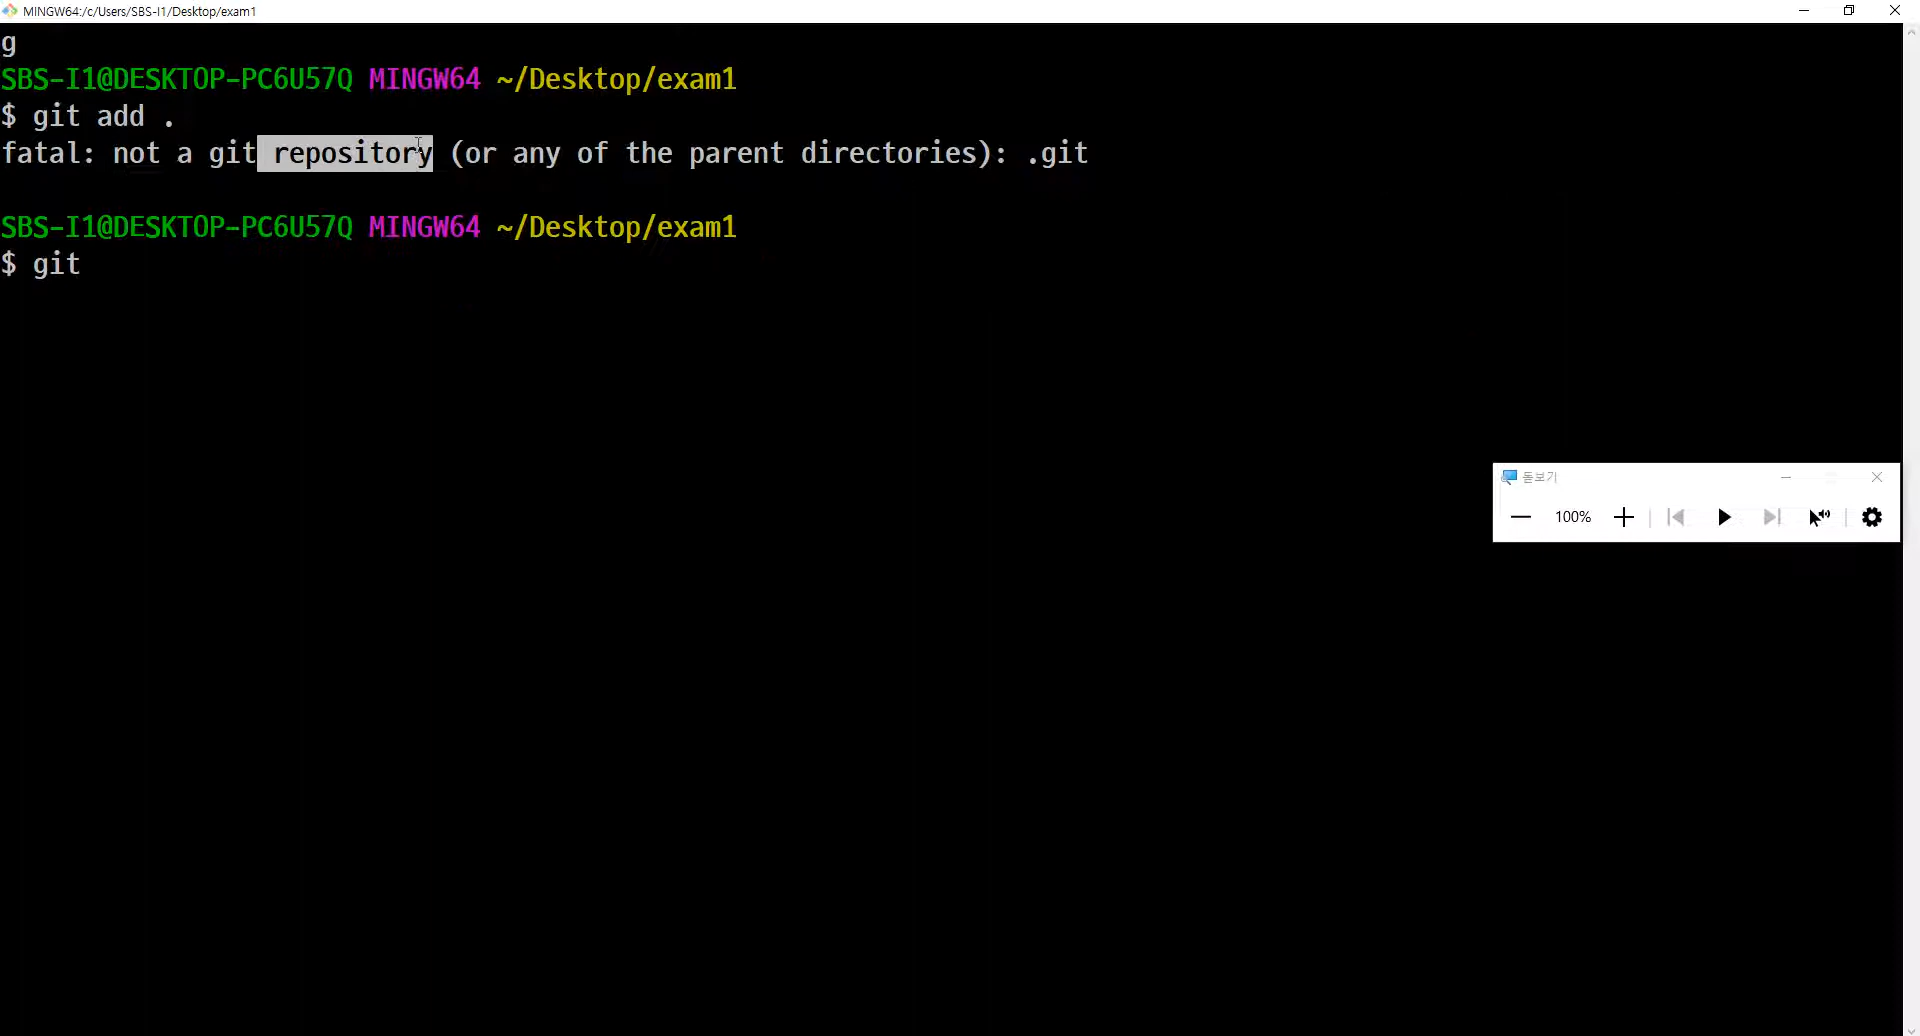 MINGW64:/c/Users/SBS-I1/Desktop/exam1
g
SBS-I1@DESKTOP-PC6U57Q MINGW64 ~/Desktop/exam1
$ git add .
fatal: not a git repository (or any of the parent directories): .git
SBS-I1@DESKTOP-PC6U57Q MINGW64 ~/Desktop/exam1
$ git
돋보기
100%